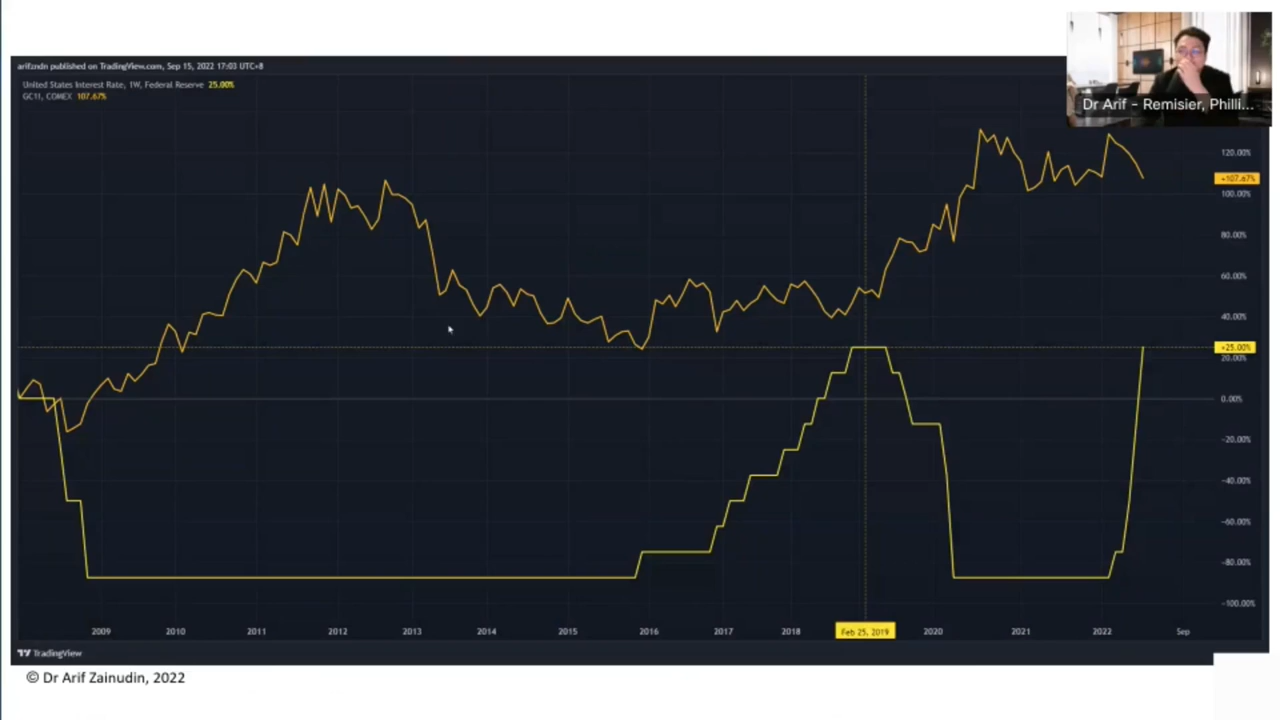 arifzndn published on TradingView.com, Sep 15, 2022 17:03 UTC+8
United States Interest Rate, 1W, Federal Reserve 25.00%
GC1!, COMEX 107.67%
Dr Arif - Remisier, Philli...
120.00%
+107.67%
100.00%
80.00%
60.00%
40.00%
+25.00%
20.00%
0.00%
-20.00%
-40.00%
-60.00%
-80.00%
-100.00%
2009 2010 2011 2012 2013 2014 2015 2016 2017 2018 Feb 25, 2019 2020 2021 2022 Sep
TradingView
© Dr Arif Zainudin, 2022